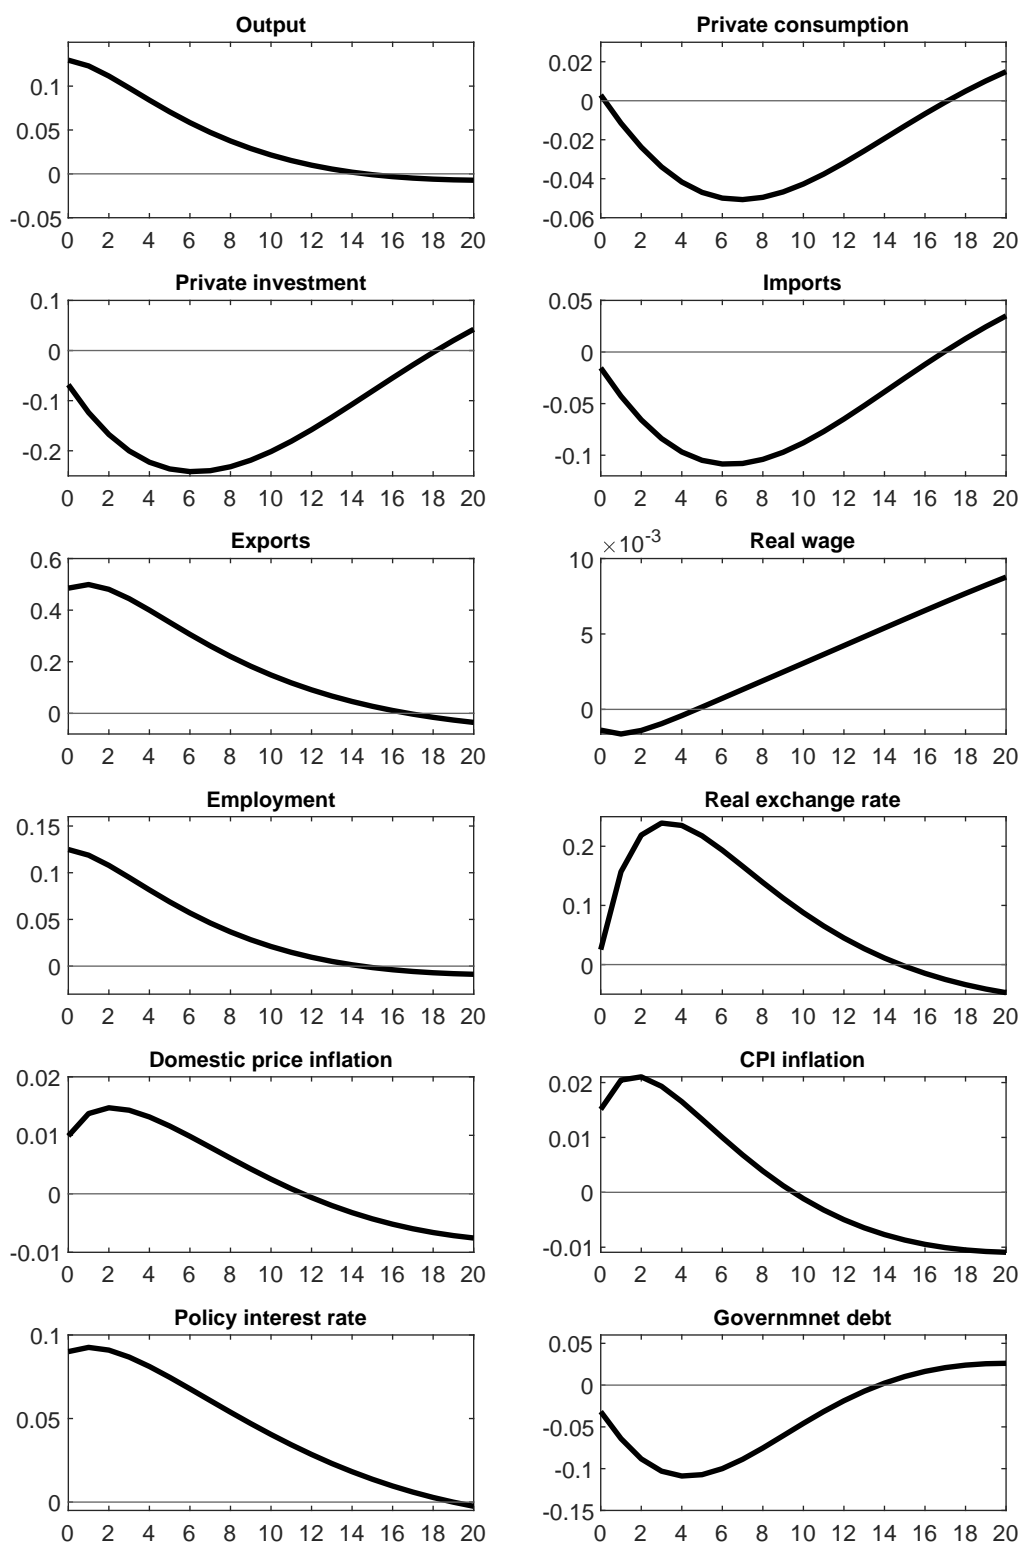 Output
0.1
0.05
0
-0.05
0 2 4 6 8 10 12 14 16 18 20
Private consumption
0.02
0
-0.02
-0.04
-0.06
0 2 4 6 8 10 12 14 16 18 20
Private investment
0.1
0
-0.1
-0.2
0 2 4 6 8 10 12 14 16 18 20
Imports
0.05
0
-0.05
-0.1
0 2 4 6 8 10 12 14 16 18 20
Exports
0.6
0.4
0.2
0
0 2 4 6 8 10 12 14 16 18 20
Real wage
×10-3
10
5
0
0 2 4 6 8 10 12 14 16 18 20
Employment
0.15
0.1
0.05
0
0 2 4 6 8 10 12 14 16 18 20
Real exchange rate
0.2
0.1
0
0 2 4 6 8 10 12 14 16 18 20
Domestic price inflation
0.02
0.01
0
-0.01
0 2 4 6 8 10 12 14 16 18 20
CPI inflation
0.02
0.01
0
-0.01
0 2 4 6 8 10 12 14 16 18 20
Policy interest rate
0.1
0.05
0
0 2 4 6 8 10 12 14 16 18 20
Governmnet debt
0.05
0
-0.05
-0.1
-0.15
0 2 4 6 8 10 12 14 16 18 20